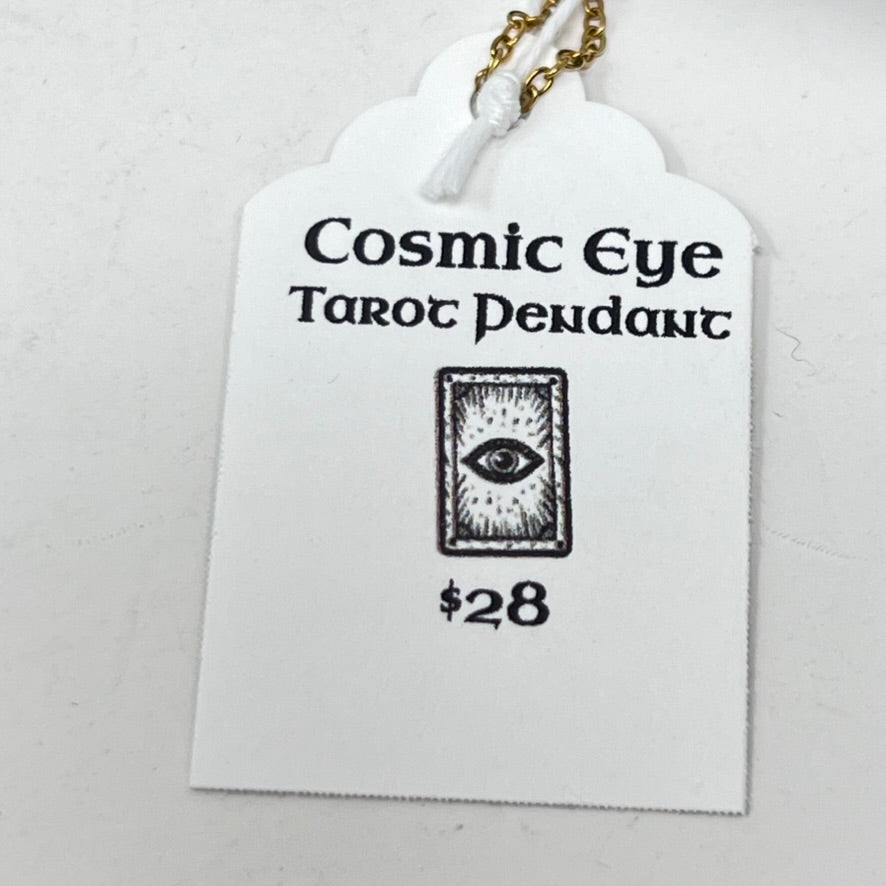 Cosmic Eye
Tarot Pendant
$28